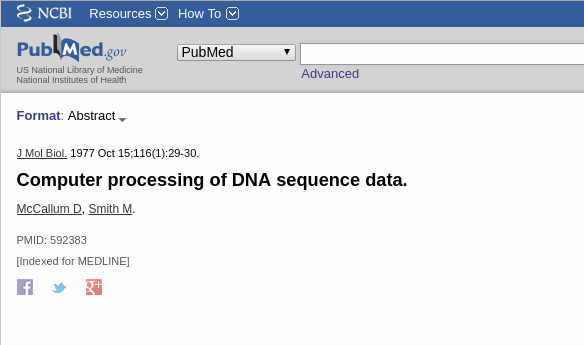 NCBI Resources How To
PubMed.gov
US National Library of Medicine
National Institutes of Health
PubMed
Advanced
Format: Abstract
J Mol Biol. 1977 Oct 15;116(1):29-30.
Computer processing of DNA sequence data.
McCallum D, Smith M.
PMID: 592383
[Indexed for MEDLINE]
f g+